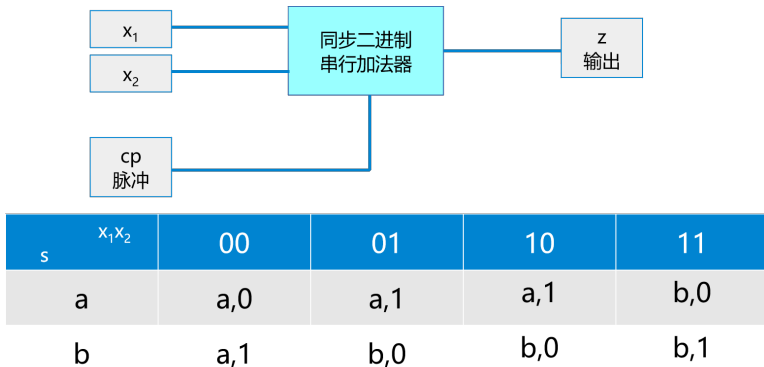 x₁
x₂
同步二进制
串行加法器
z
输出
cp
脉冲
x₁x₂
s
00 01 10 11
a a,0 a,1 a,1 b,0
b a,1 b,0 b,0 b,1